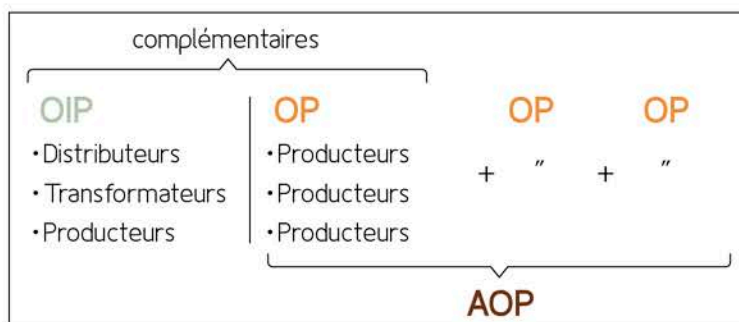 complémentaires
OIP OP OP OP
•Distributeurs •Producteurs
•Transformateurs •Producteurs + " + "
•Producteurs •Producteurs
AOP